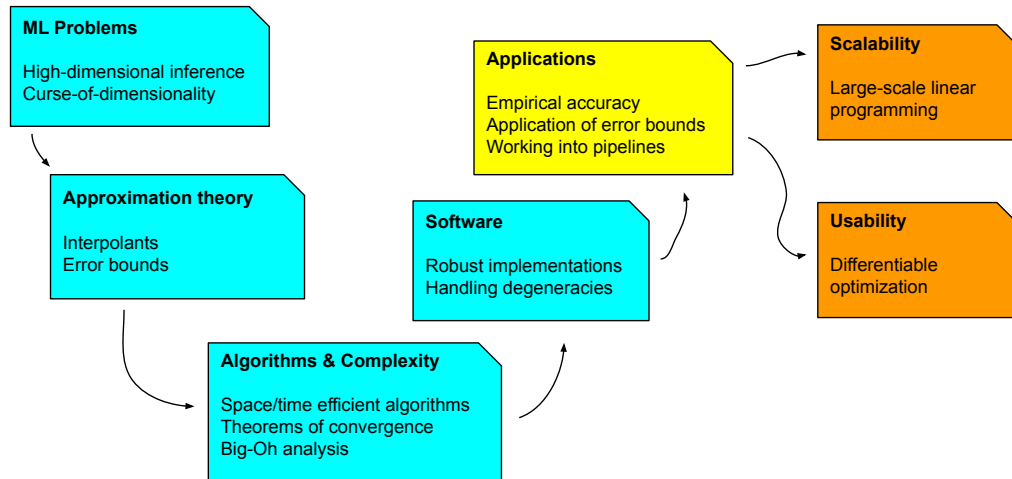 ML Problems
High-dimensional inference
Curse-of-dimensionality
Approximation theory
Interpolants
Error bounds
Algorithms & Complexity
Space/time efficient algorithms
Theorems of convergence
Big-Oh analysis
Software
Robust implementations
Handling degeneracies
Applications
Empirical accuracy
Application of error bounds
Working into pipelines
Scalability
Large-scale linear
programming
Usability
Differentiable
optimization